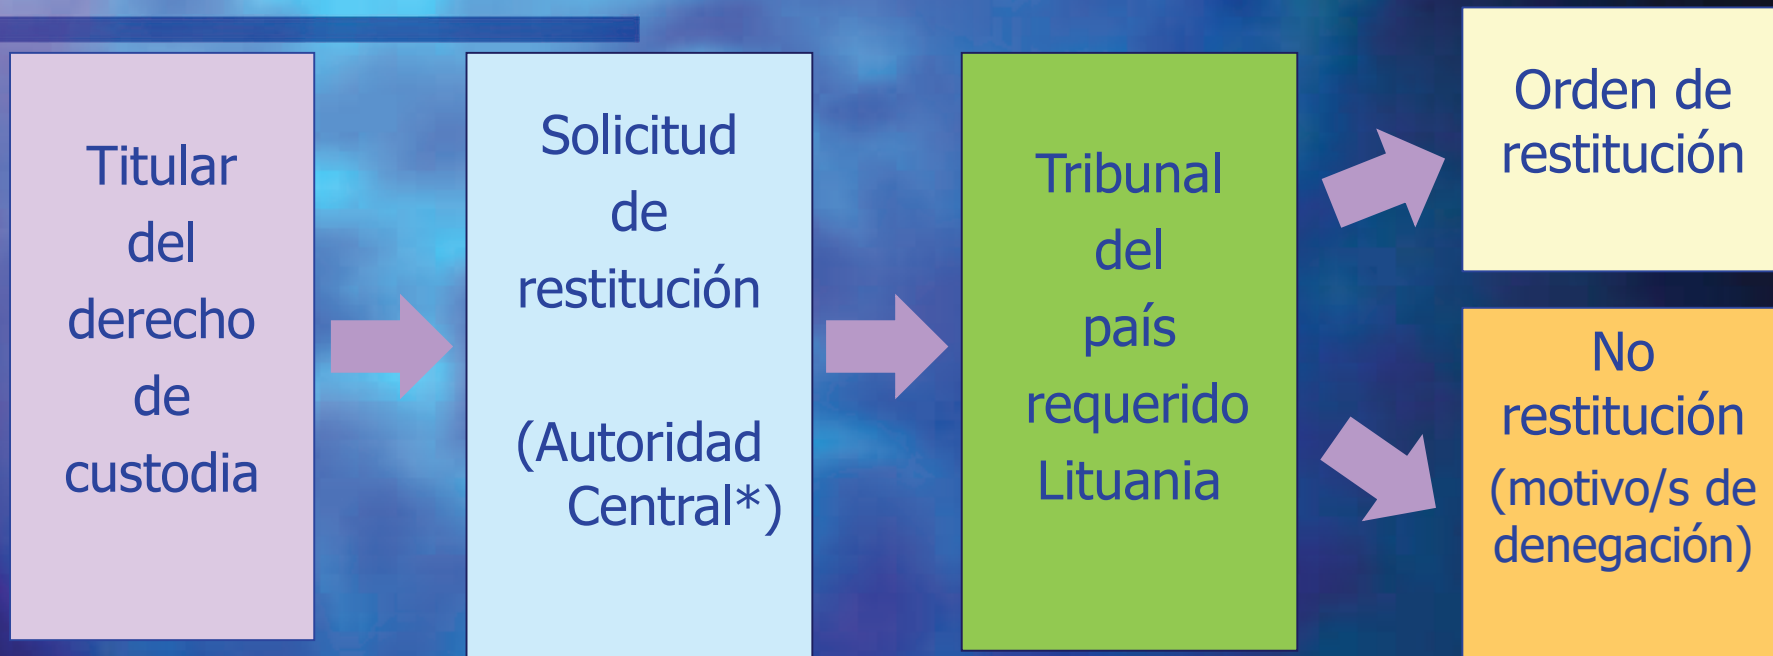 Titular
del
derecho
de
custodia
Solicitud
de
restitución
(Autoridad
Central*)
Tribunal
del
país
requerido
Lituania
Orden de
restitución
No
restitución
(motivo/s de
denegación)